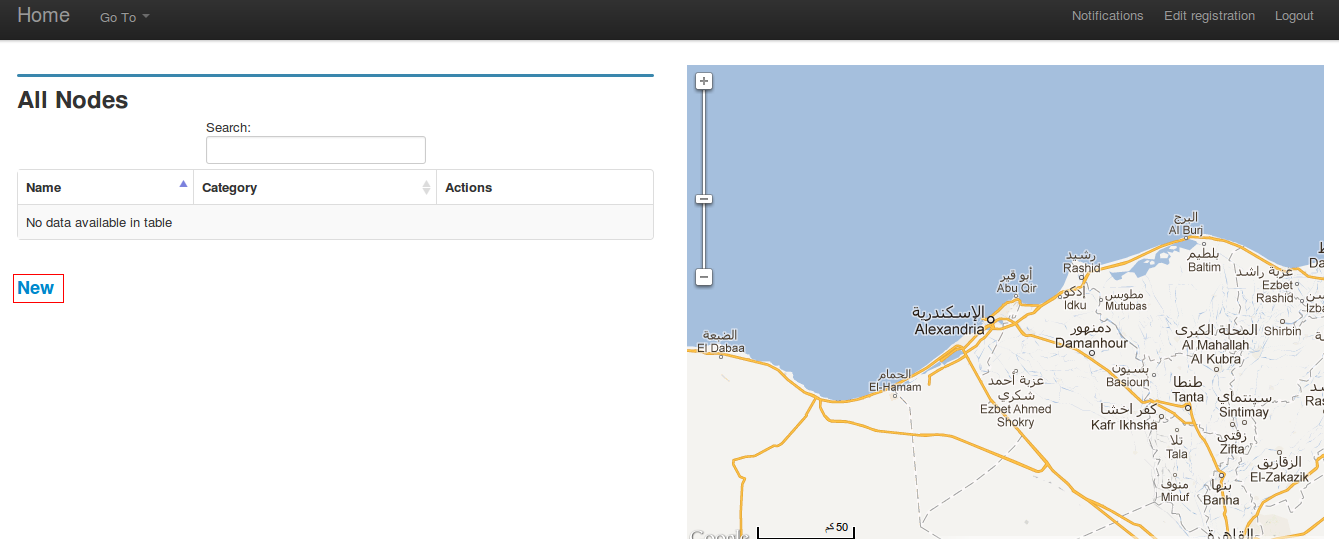 Home
Go To
Notifications
Edit registration
Logout
All Nodes
Search:
Name
Category
Actions
No data available in table
New
البرج
Al Burj
بلطيم
Baltim
رشيد
Rashid
عزبة راشد
Ezbet
Rashid
أبو قير
Abu Qir
إدكو
Idku
مطوبس
Mutubas
الإسكندرية
Alexandria
دمنهور
Damanhour
المحلة الكبرى
Al Mahallah
Al Kubra
Shirbin
الضبعة
El Dabaa
الحمام
El-Hamam
عزبة أحمد
شكري
Ezbet Ahmed
Shokry
بسيون
Basioun
طنطا
Tanta
سينتماي
Sintimay
كفر اخشا
Kafr Ikhsha
تلا
Tala
زفتى
Zifta
الزقازيق
El-Zakazik
منوف
Minuf
بنها
Banha
القاهرة
Google
50 كم